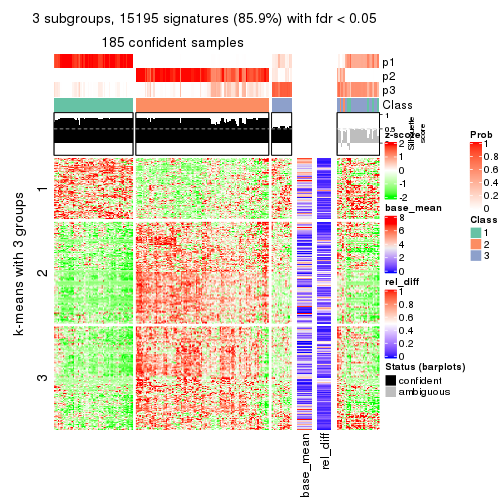 3 subgroups, 15195 signatures (85.9%) with fdr < 0.05
185 confident samples
p1
p2
p3
Class
1
0.5
0
Silhouette
score
k-means with 3 groups
1
2
3
base_mean
rel_diff
z-score
2
1
0
-1
-2
base_mean
8
6
4
2
0
rel_diff
1
0.8
0.6
0.4
0.2
0
Status (barplots)
confident
ambiguous
Prob
1
0.8
0.6
0.4
0.2
0
Class
1
2
3